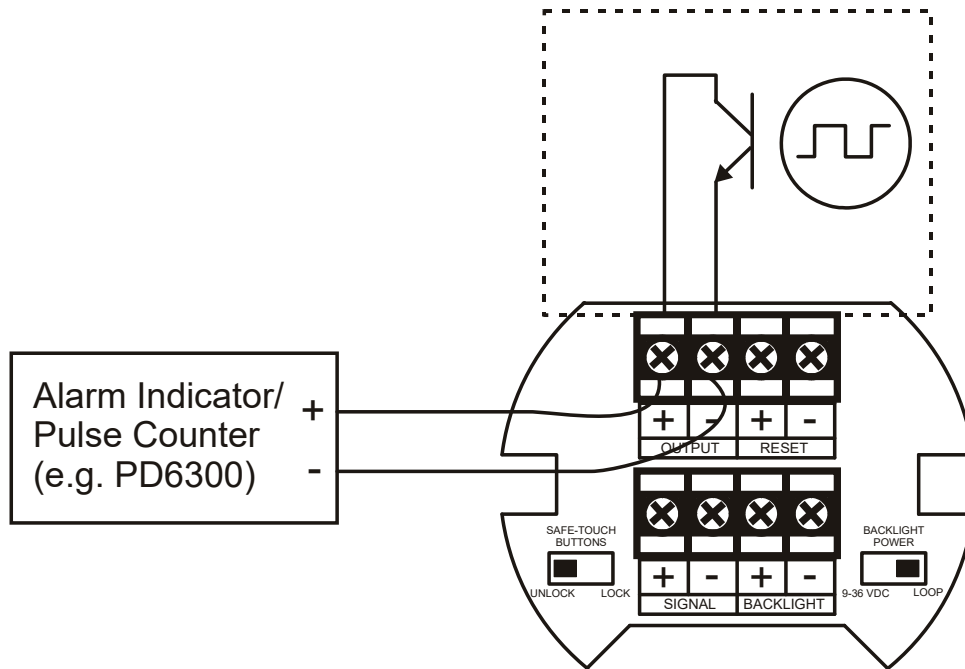 Alarm Indicator/
Pulse Counter
(e.g. PD6300)
+
-
+ - + -
OUTPUT RESET
SAFE-TOUCH
BUTTONS
UNLOCK LOCK
+ - + -
SIGNAL BACKLIGHT
BACKLIGHT
POWER
9-36 VDC LOOP